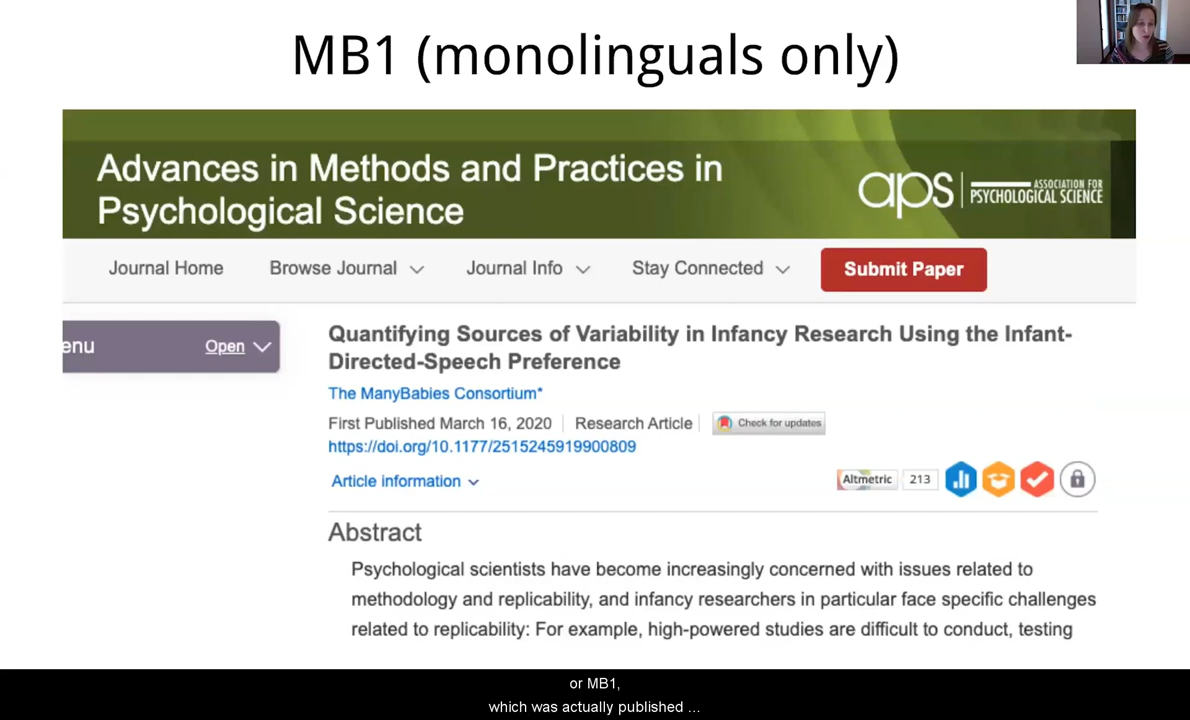 MB1 (monolinguals only)
Advances in Methods and Practices in
Psychological Science
aps
ASSOCIATION FOR
PSYCHOLOGICAL SCIENCE
Journal Home
Browse Journal
Journal Info
Stay Connected
Submit Paper
enu
Open
Quantifying Sources of Variability in Infancy Research Using the Infant-
Directed-Speech Preference
The ManyBabies Consortium*
First Published March 16, 2020
Research Article
Check for updates
https://doi.org/10.1177/2515245919900809
Article information
Altmetric
213
Abstract
Psychological scientists have become increasingly concerned with issues related to
methodology and replicability, and infancy researchers in particular face specific challenges
related to replicability: For example, high-powered studies are difficult to conduct, testing
or MB1,
which was actually published ...